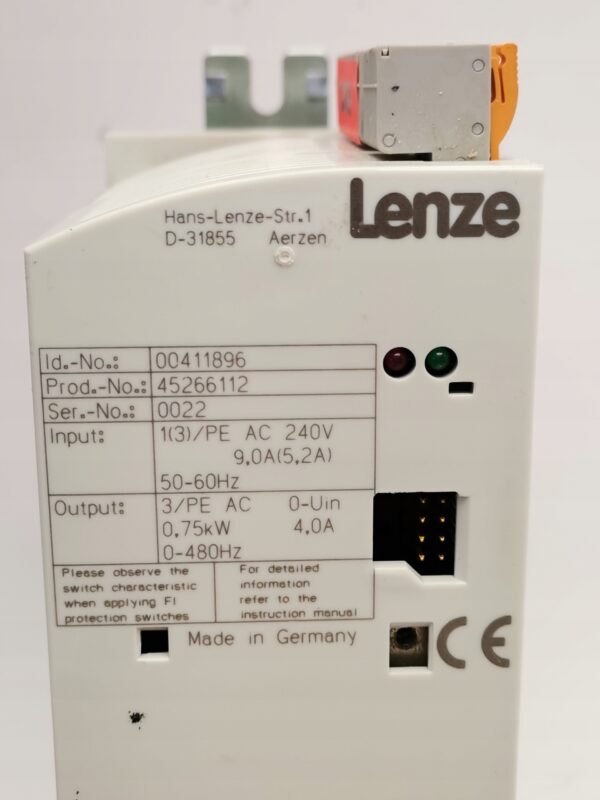 Lenze
Hans-Lenze-Str.1
D-31855 Aerzen
Id.-No.: 00411896
Prod.-No.: 45266112
Ser.-No.: 0022
Input: 1(3)/PE AC 240V
9,0A(5,2A)
50-60Hz
Output: 3/PE AC 0-Uin
0,75kW 4,0A
0-480Hz
Please observe the
switch characteristic
when applying FI
protection switches
For detailed
information
refer to the
instruction manual
Made in Germany
CE